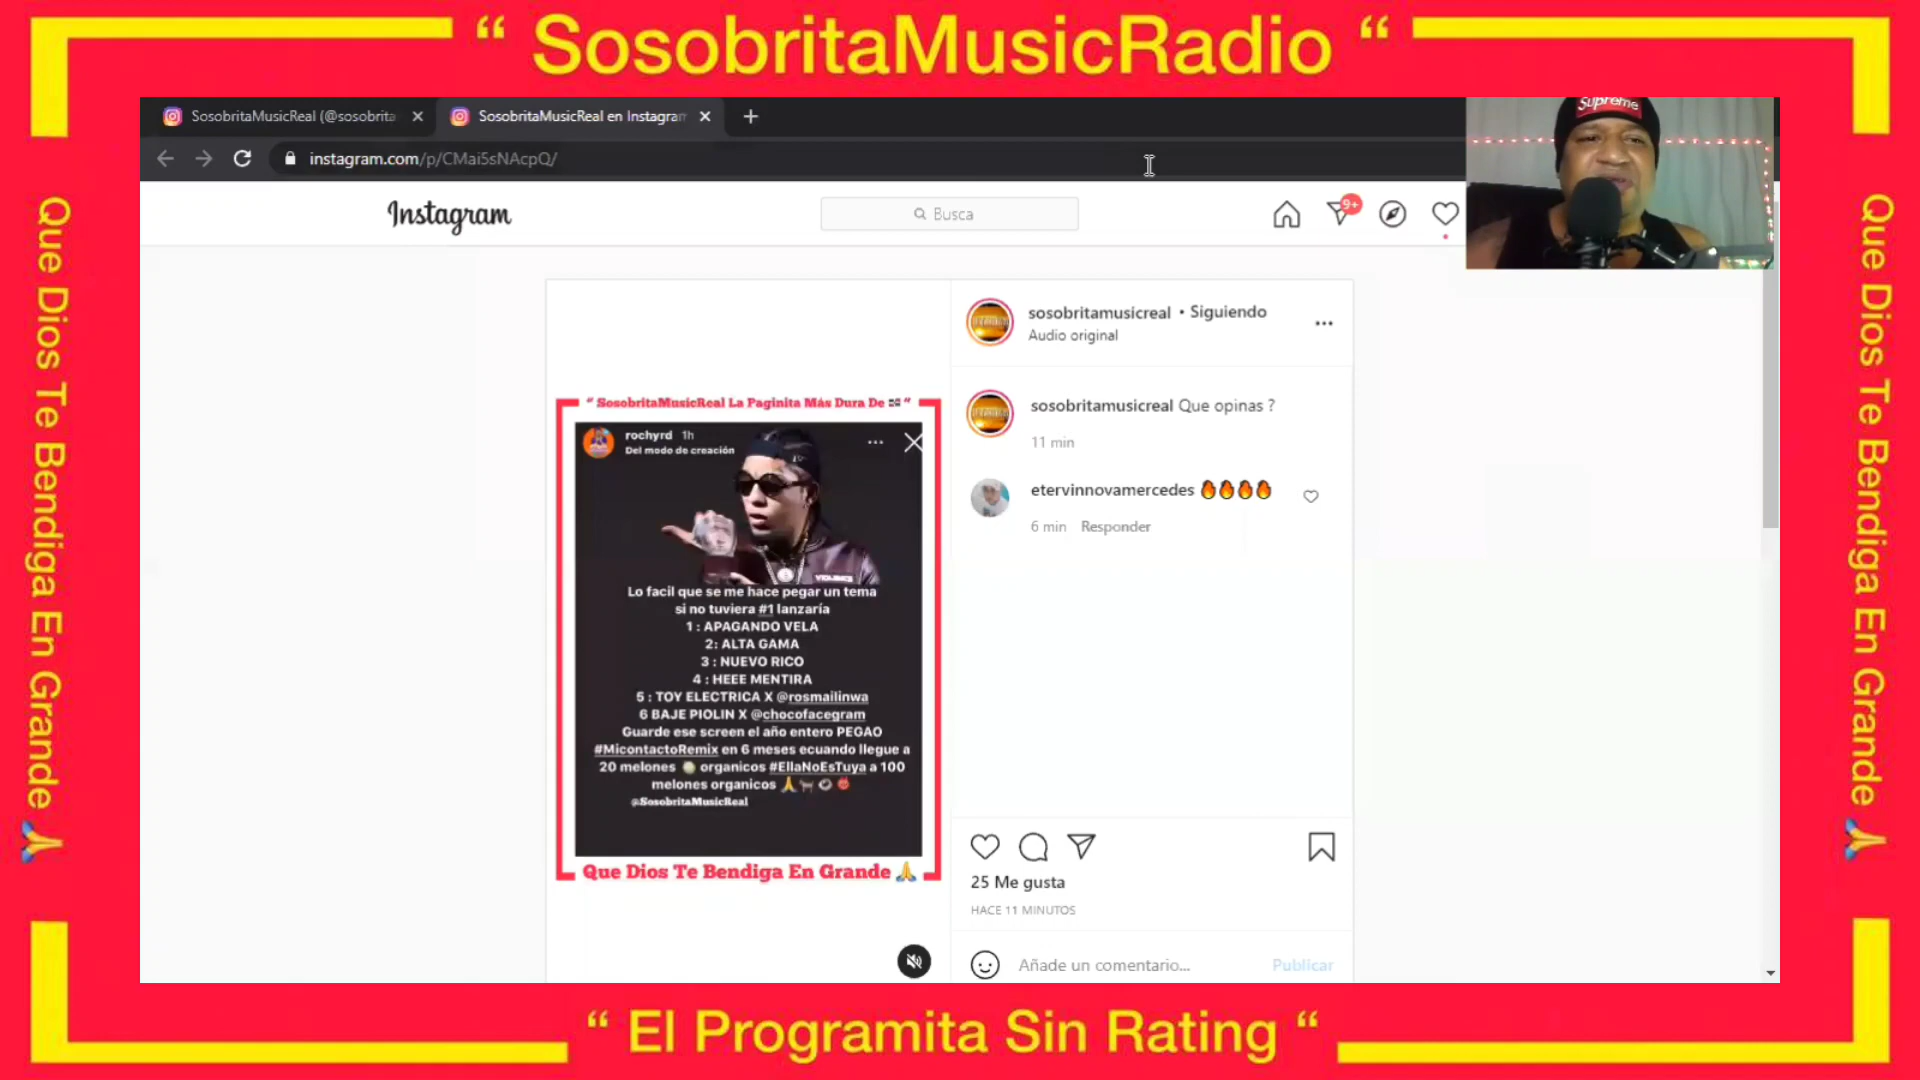 “ SosobritaMusicRadio “
SosobritaMusicReal (@sosobrita
SosobritaMusicReal en Instagram
instagram.com/p/CMai5sNAcpQ/
Supreme
Instagram
Busca
9+
sosobritamusicreal • Siguiendo
Audio original
sosobritamusicreal Que opinas ?
11 min
etervinnovamercedes 🔥🔥🔥🔥
6 min Responder
“ SosobritaMusicReal La Paginita Más Dura De 🇩🇴 ”
rochyrd 1h
Del modo de creación
VIOLENCE
Lo facil que se me hace pegar un tema
si no tuviera #1 lanzaría
1 : APAGANDO VELA
2: ALTA GAMA
3 : NUEVO RICO
4 : HEEE MENTIRA
5 : TOY ELECTRICA X @rosmailinwa
6 BAJE PIOLIN X @chocofacegram
Guarde ese screen el año entero PEGAO
#MicontactoRemix en 6 meses ecuando llegue a
20 melones 🍈 organicos #EllaNoEsTuya a 100
melones organicos 🙏
@SosobritaMusicReal
Que Dios Te Bendiga En Grande 🙏
25 Me gusta
HACE 11 MINUTOS
Añade un comentario... Publicar
Que Dios Te Bendiga En Grande 🙏
Que Dios Te Bendiga En Grande 🙏
“ El Programita Sin Rating “